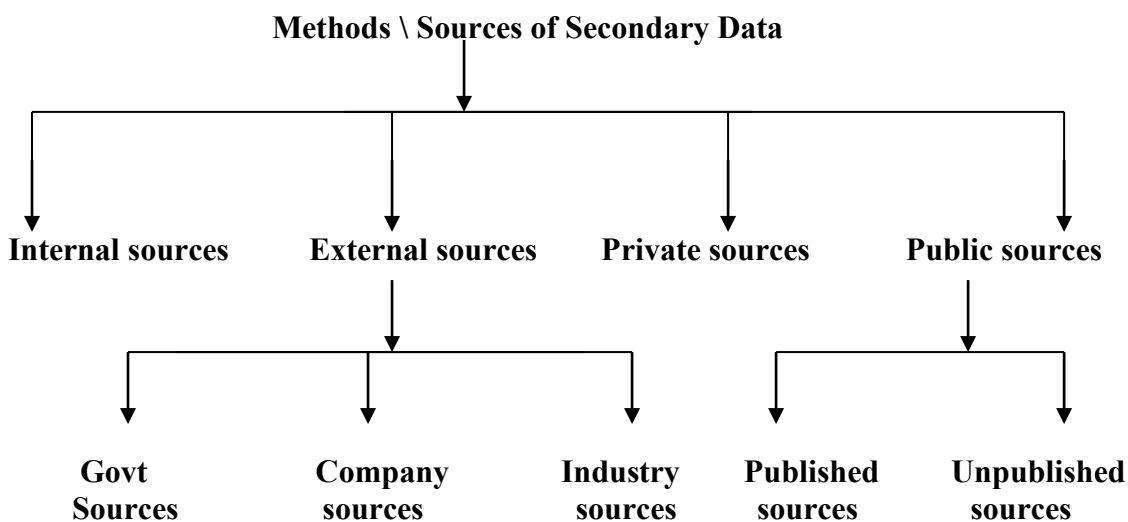 Methods \ Sources of Secondary Data
Internal sources External sources Private sources Public sources
Govt Company Industry Published Unpublished
Sources sources sources sources sources